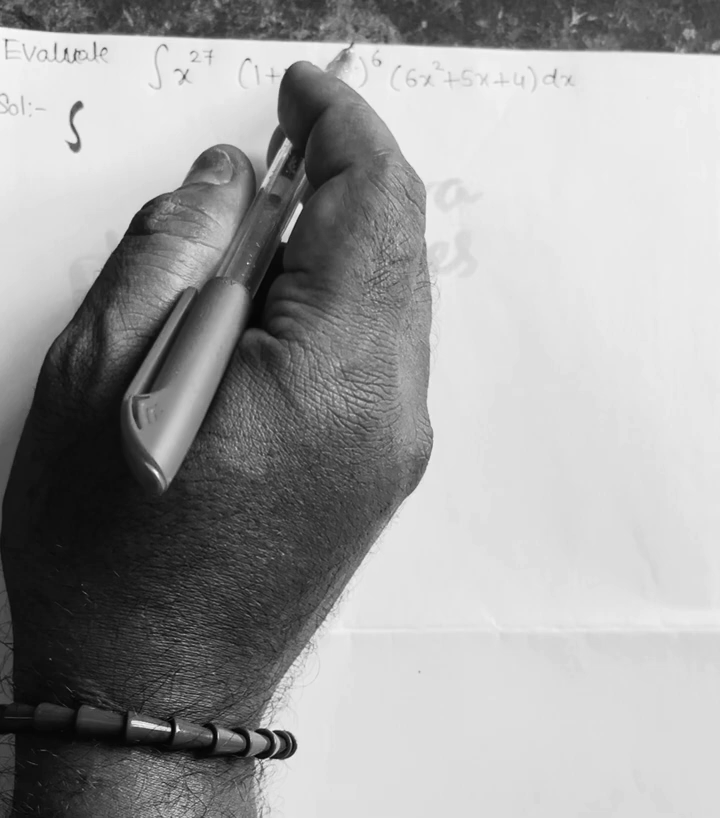 Evaluate ∫x²⁷ (1+ )⁶ (6x²+5x+4)dx
Sol:- ∫